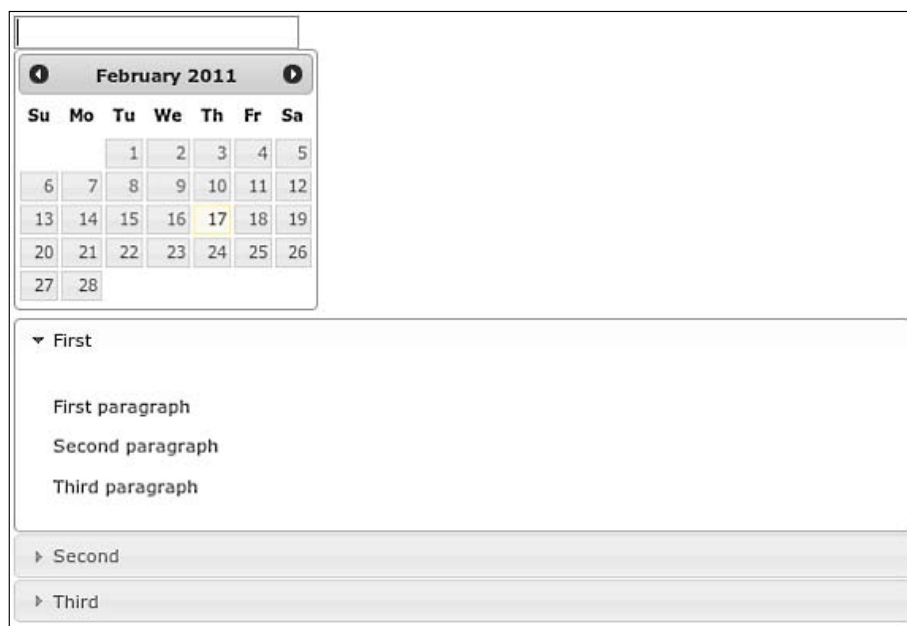 February 2011
Su Mo Tu We Th Fr Sa
1 2 3 4 5
6 7 8 9 10 11 12
13 14 15 16 17 18 19
20 21 22 23 24 25 26
27 28
First
First paragraph
Second paragraph
Third paragraph
Second
Third